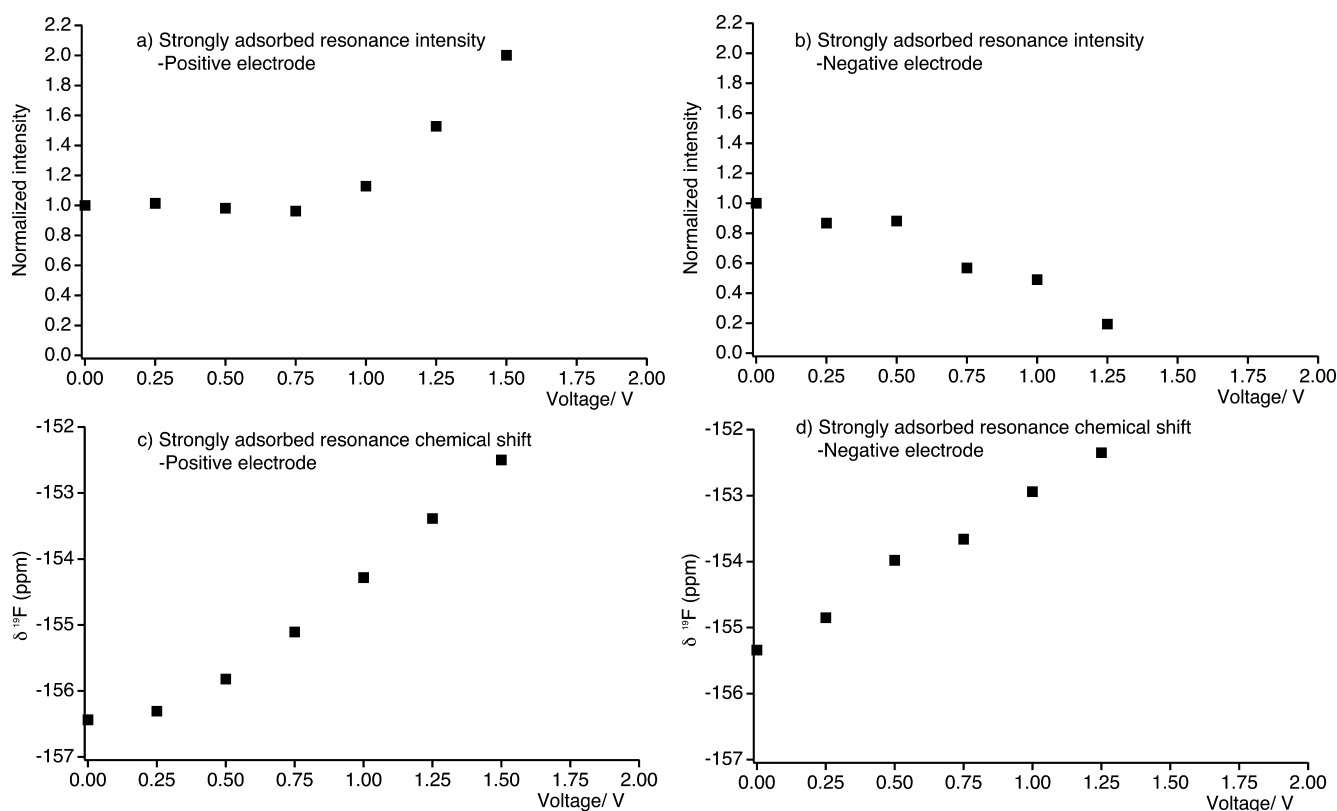 a) Strongly adsorbed resonance intensity
-Positive electrode
Normalized intensity
2.2
2.0
1.8
1.6
1.4
1.2
1.0
0.8
0.6
0.4
0.2
0.0
0.00 0.25 0.50 0.75 1.00 1.25 1.50 1.75 2.00
Voltage/ V
b) Strongly adsorbed resonance intensity
-Negative electrode
Normalized intensity
2.2
2.0
1.8
1.6
1.4
1.2
1.0
0.8
0.6
0.4
0.2
0.0
0.00 0.25 0.50 0.75 1.00 1.25 1.50 1.75 2.00
Voltage/ V
c) Strongly adsorbed resonance chemical shift
-Positive electrode
δ ¹⁹F (ppm)
-152
-153
-154
-155
-156
-157
0.00 0.25 0.50 0.75 1.00 1.25 1.50 1.75 2.00
Voltage/ V
d) Strongly adsorbed resonance chemical shift
-Negative electrode
δ ¹⁹F (ppm)
-152
-153
-154
-155
-156
-157
0.00 0.25 0.50 0.75 1.00 1.25 1.50 1.75 2.00
Voltage/ V